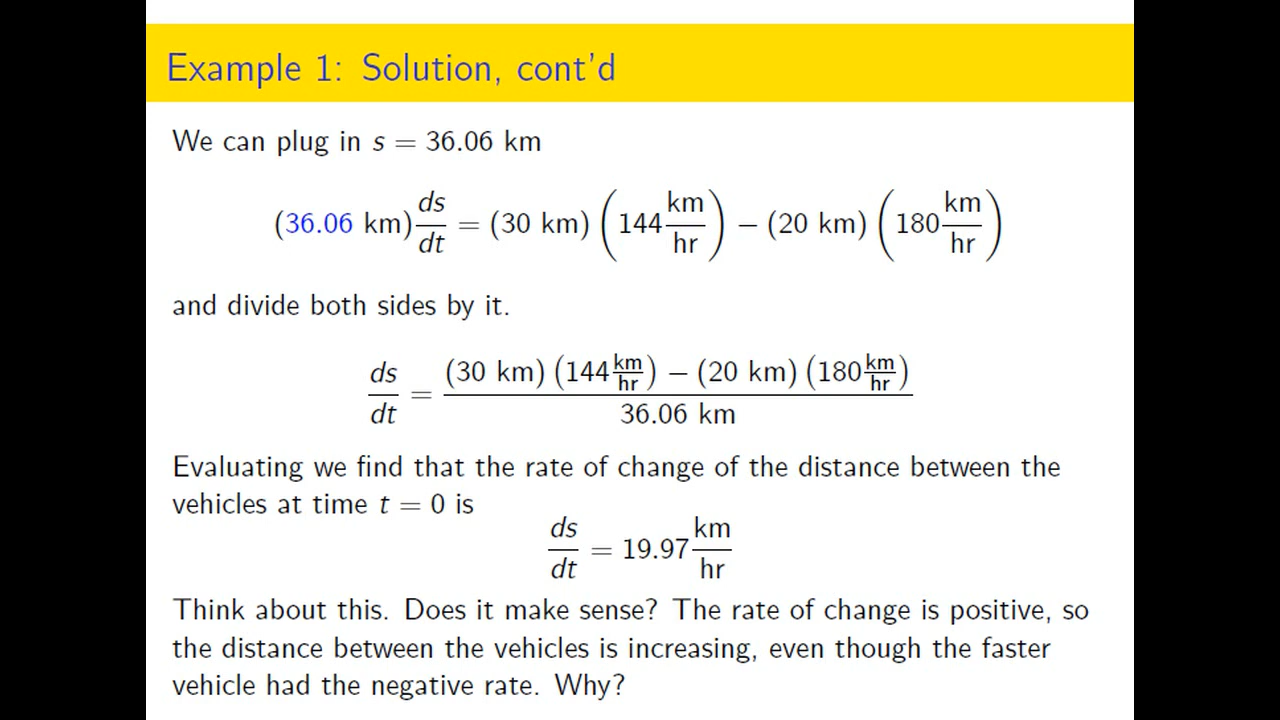 Example 1: Solution, cont'd
We can plug in s = 36.06 km
(36.06 km) ds/dt = (30 km) (144 km/hr) − (20 km) (180 km/hr)
and divide both sides by it.
ds/dt = ((30 km) (144 km/hr) − (20 km) (180 km/hr)) / 36.06 km
Evaluating we find that the rate of change of the distance between the
vehicles at time t = 0 is
ds/dt = 19.97 km/hr
Think about this. Does it make sense? The rate of change is positive, so
the distance between the vehicles is increasing, even though the faster
vehicle had the negative rate. Why?